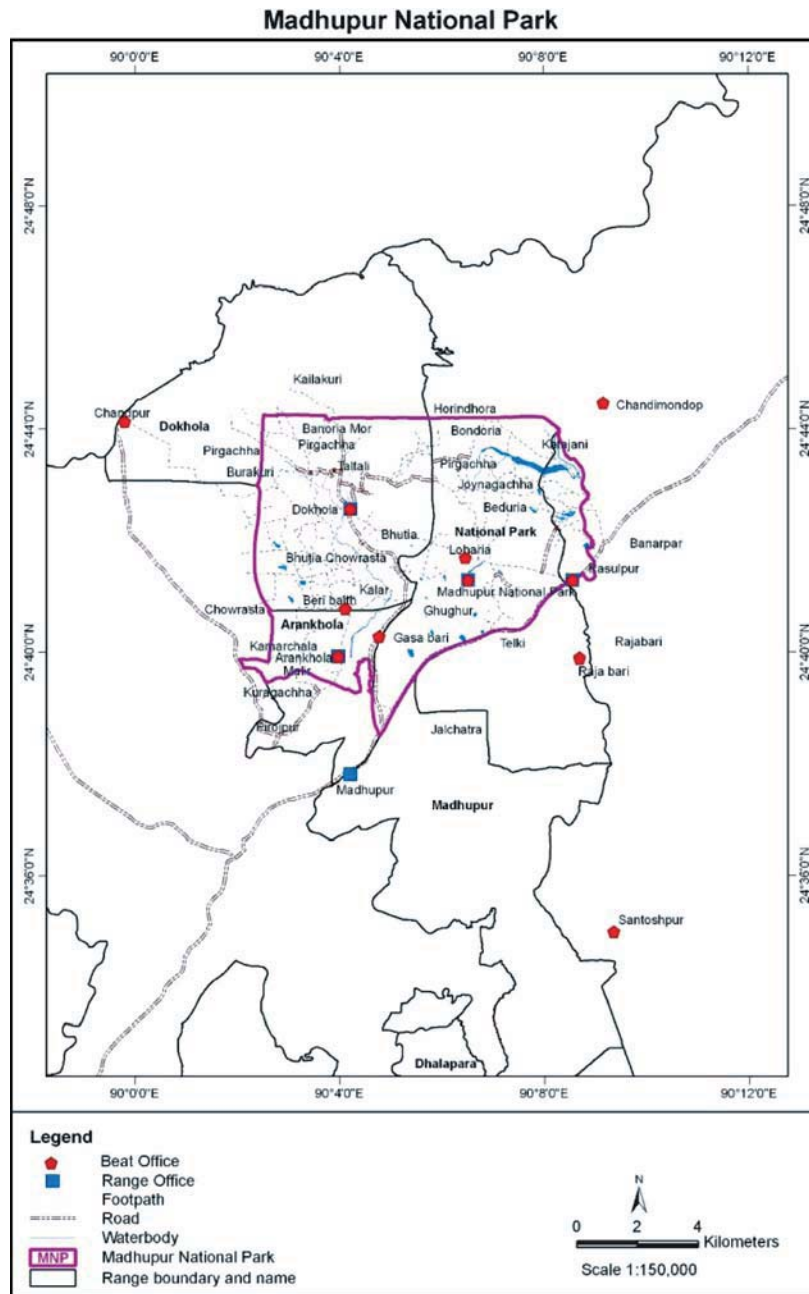 Madhupur National Park
90°0'0"E 90°4'0"E 90°8'0"E 90°12'0"E
24°48'0"N 24°48'0"N
Kailakuri
Chandimondop
Horindhora
Chandpur
Dokhola
24°44'0"N 24°44'0"N
Banoria Mor
Bondoria
Pirgachha
Karajani
Pirgachha
Taltali
Pirgachha
Burakuri
Joynagachha
Beduria
Dokhola
Bhutia
National Park
Banarpar
Lobaria
Bhutia Chowrasta
Rasulpur
Kalar
Madhupur National Park
Chowrasta
Beri baith
Ghughur
Arankhola
Gasa bari
Rajabari
Kamarchala
Telki
24°40'0"N 24°40'0"N
Arankhola
Raja bari
Kuragachha
Firojpur
Jalchatra
Madhupur
Madhupur
24°36'0"N 24°36'0"N
Santoshpur
Dhalapara
90°0'0"E 90°4'0"E 90°8'0"E 90°12'0"E
Legend
Beat Office
Range Office
Footpath
Road
Waterbody
MNP Madhupur National Park
Range boundary and name
N
0 2 4
Kilometers
Scale 1:150,000